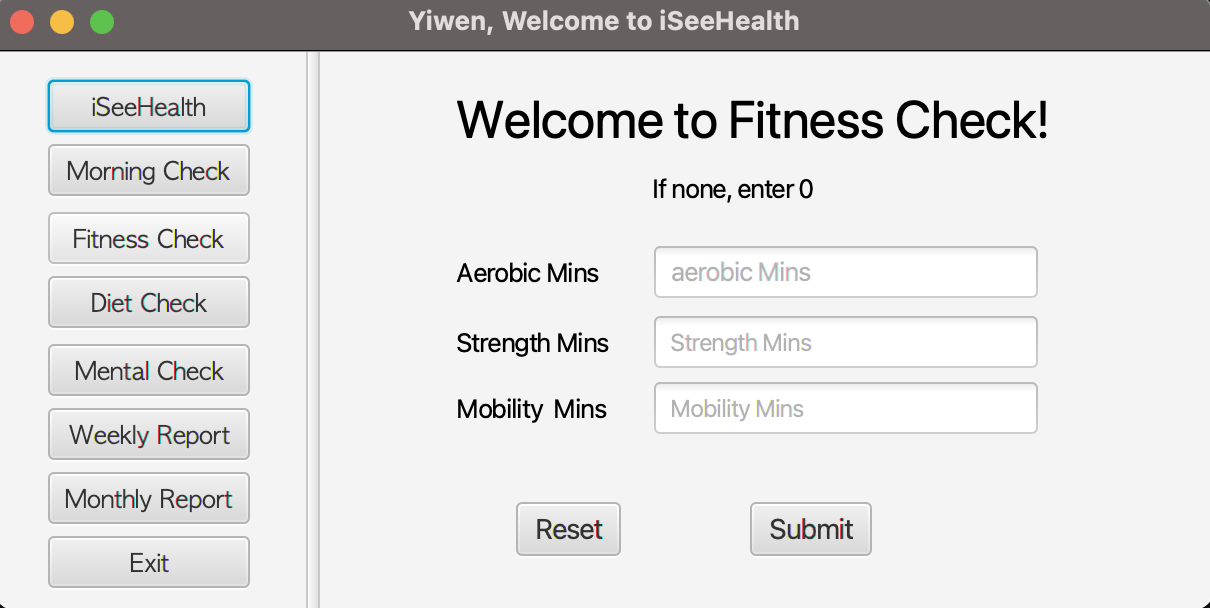 Yiwen, Welcome to iSeeHealth
iSeeHealth
Morning Check
Fitness Check
Diet Check
Mental Check
Weekly Report
Monthly Report
Exit
Welcome to Fitness Check!
If none, enter 0
Aerobic Mins aerobic Mins
Strength Mins Strength Mins
Mobility  Mins Mobility Mins
Reset Submit